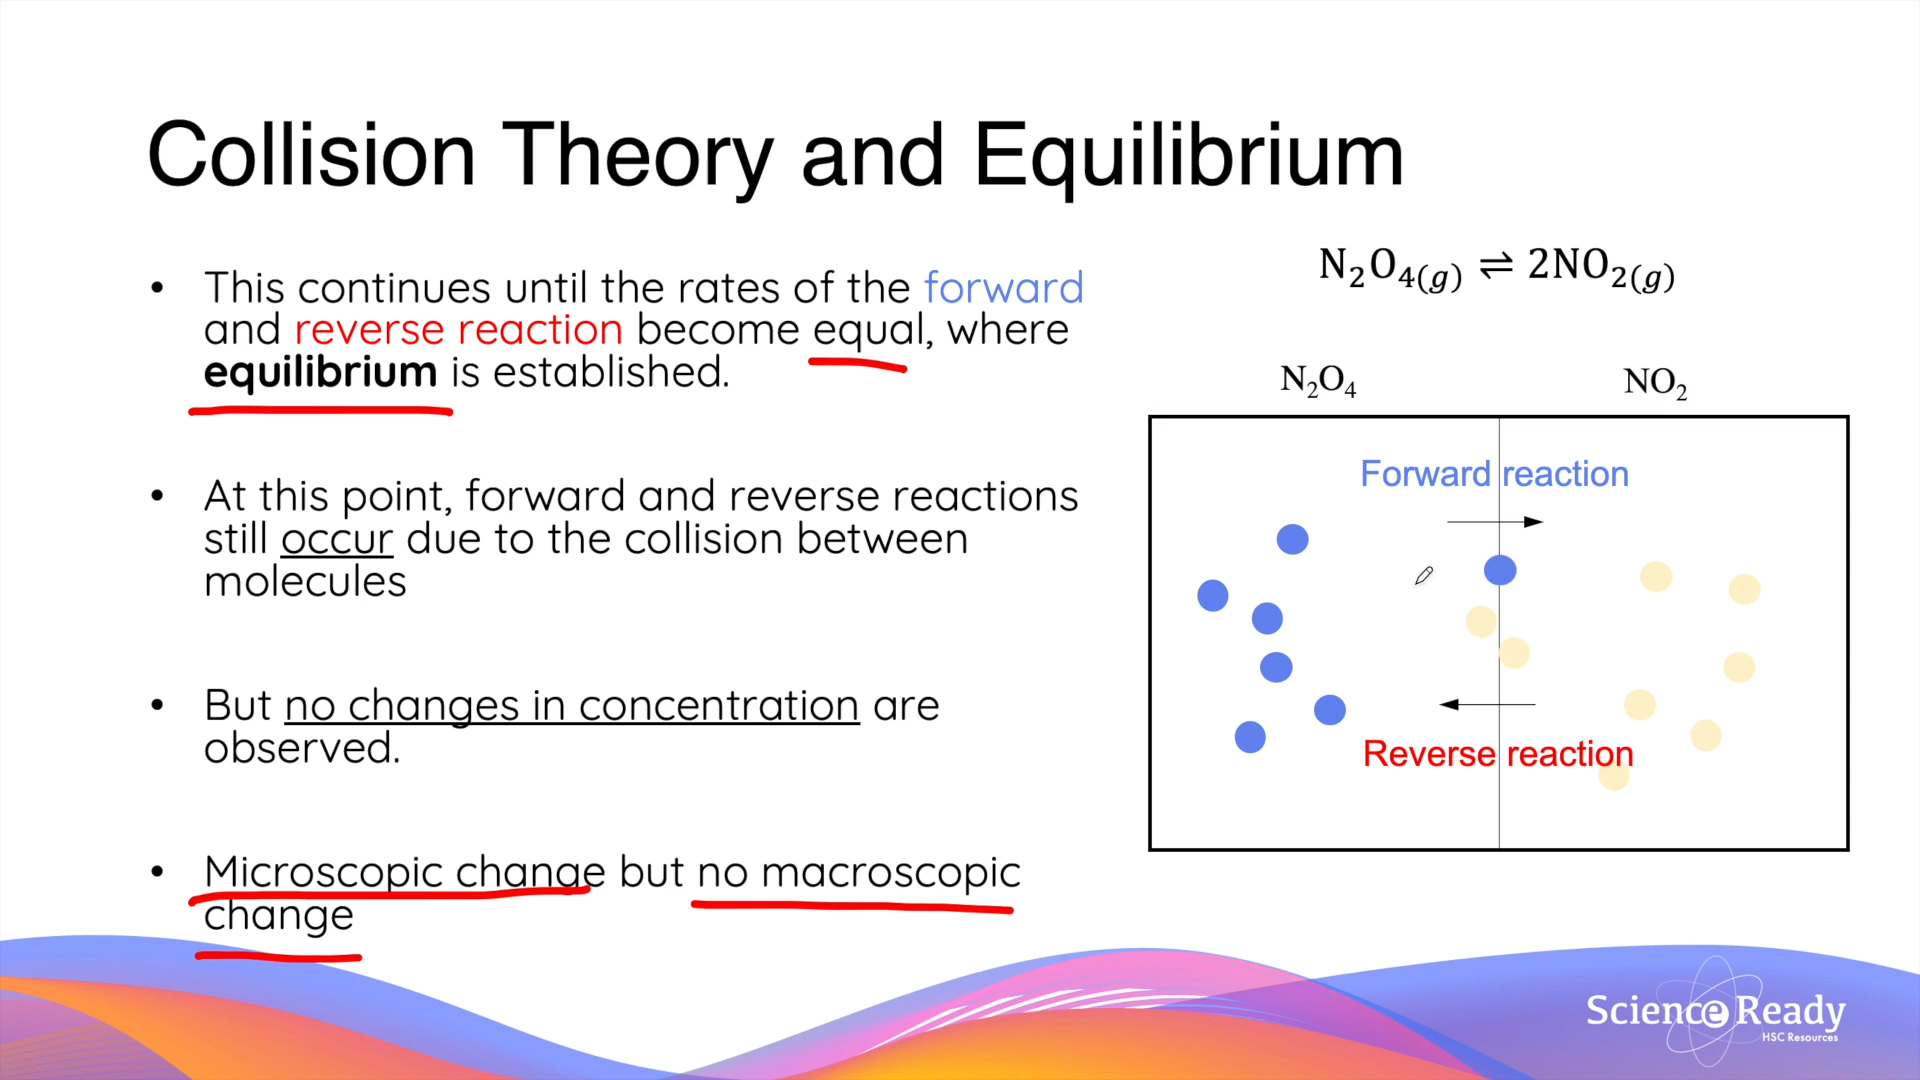 Collision Theory and Equilibrium
• This continues until the rates of the forward
and reverse reaction become equal, where
equilibrium is established.
• At this point, forward and reverse reactions
still occur due to the collision between
molecules
• But no changes in concentration are
observed.
• Microscopic change but no macroscopic
change
N₂O₄(g) ⇌ 2NO₂(g)
N₂O₄ NO₂
Forward reaction
Reverse reaction
Science Ready
HSC Resources